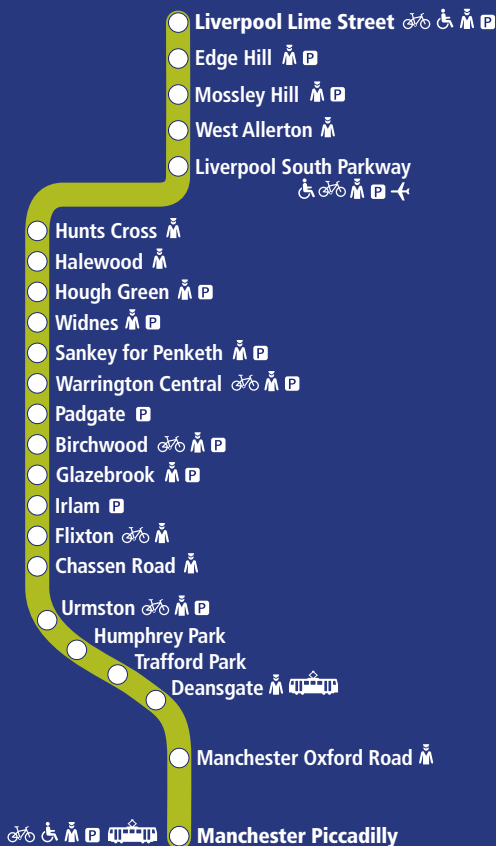 Liverpool Lime Street P
Edge Hill P
Mossley Hill P
West Allerton
Liverpool South Parkway
P
Hunts Cross
Halewood
Hough Green P
Widnes P
Sankey for Penketh P
Warrington Central P
Padgate P
Birchwood P
Glazebrook P
Irlam P
Flixton
Chassen Road
Urmston P
Humphrey Park
Trafford Park
Deansgate
Manchester Oxford Road
P Manchester Piccadilly